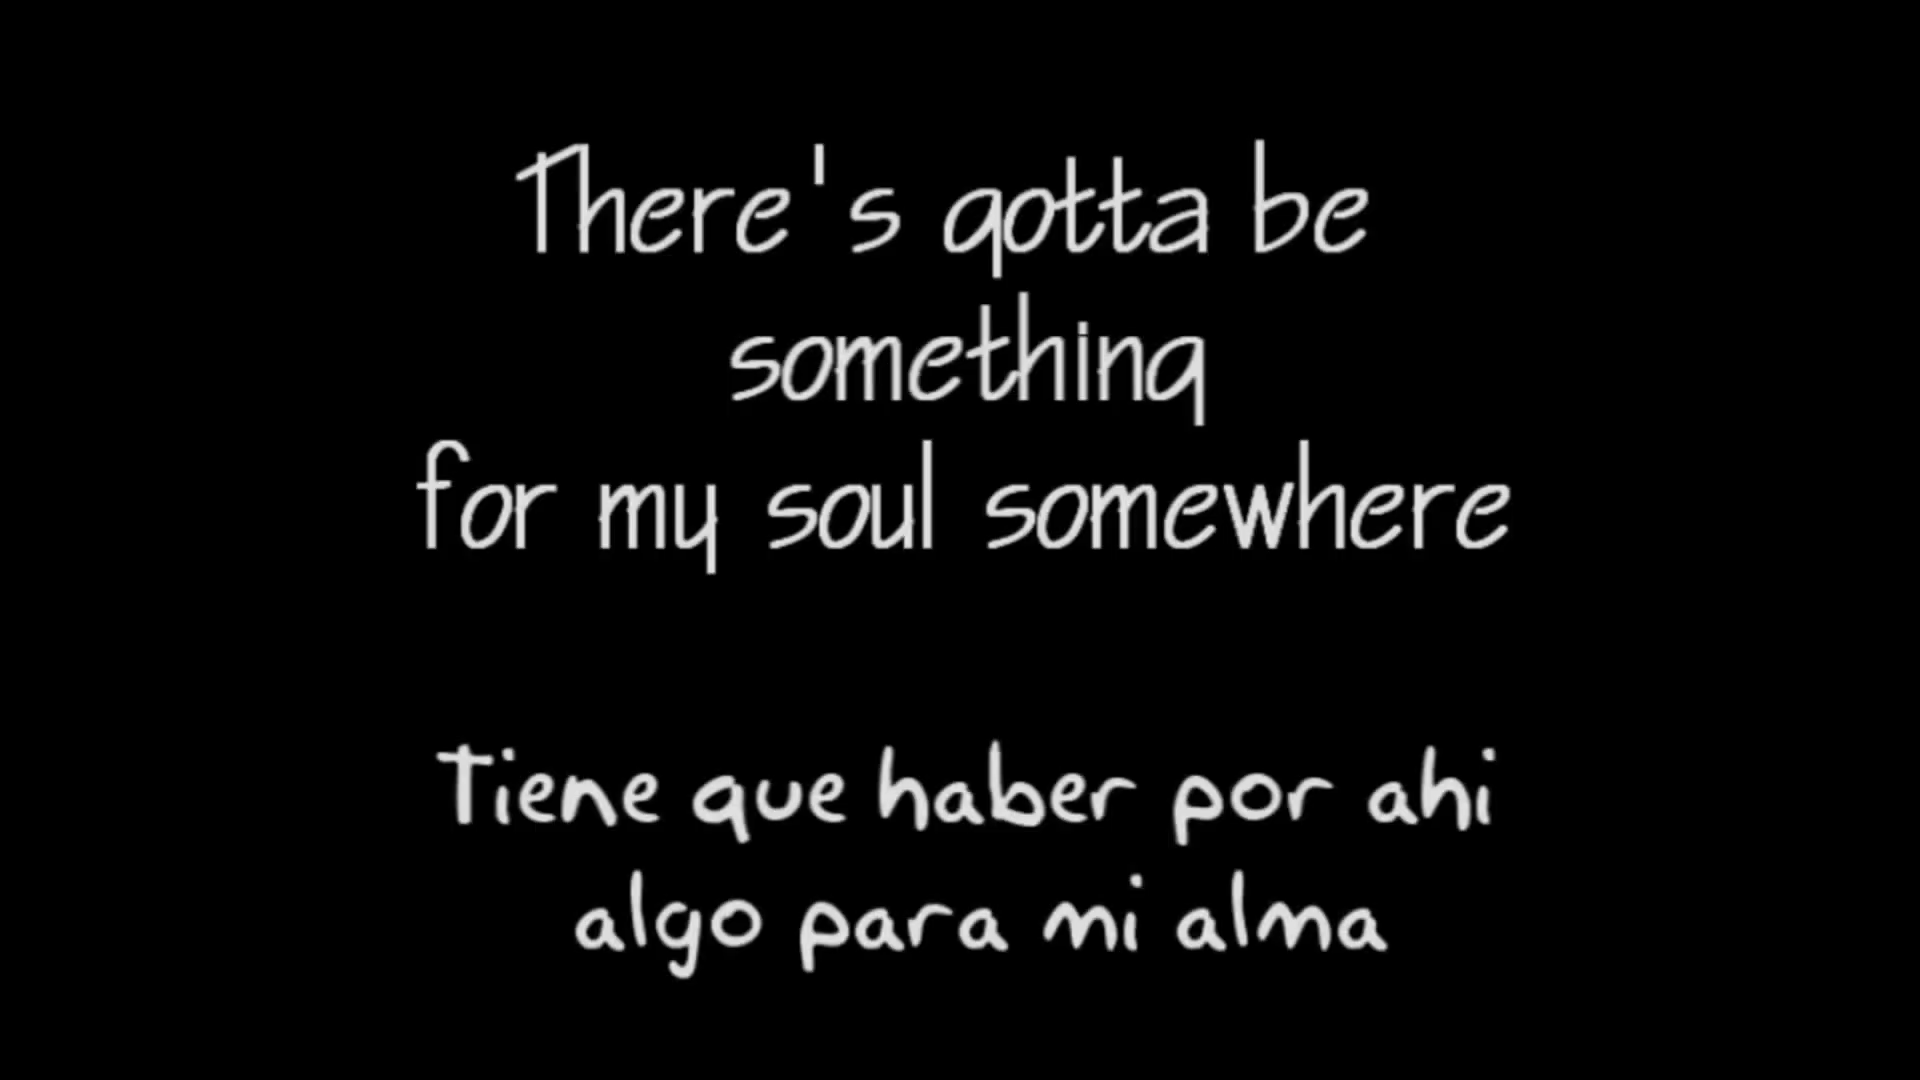 There's gotta be
something
for my soul somewhere
Tiene que haber por ahi
algo para mi alma